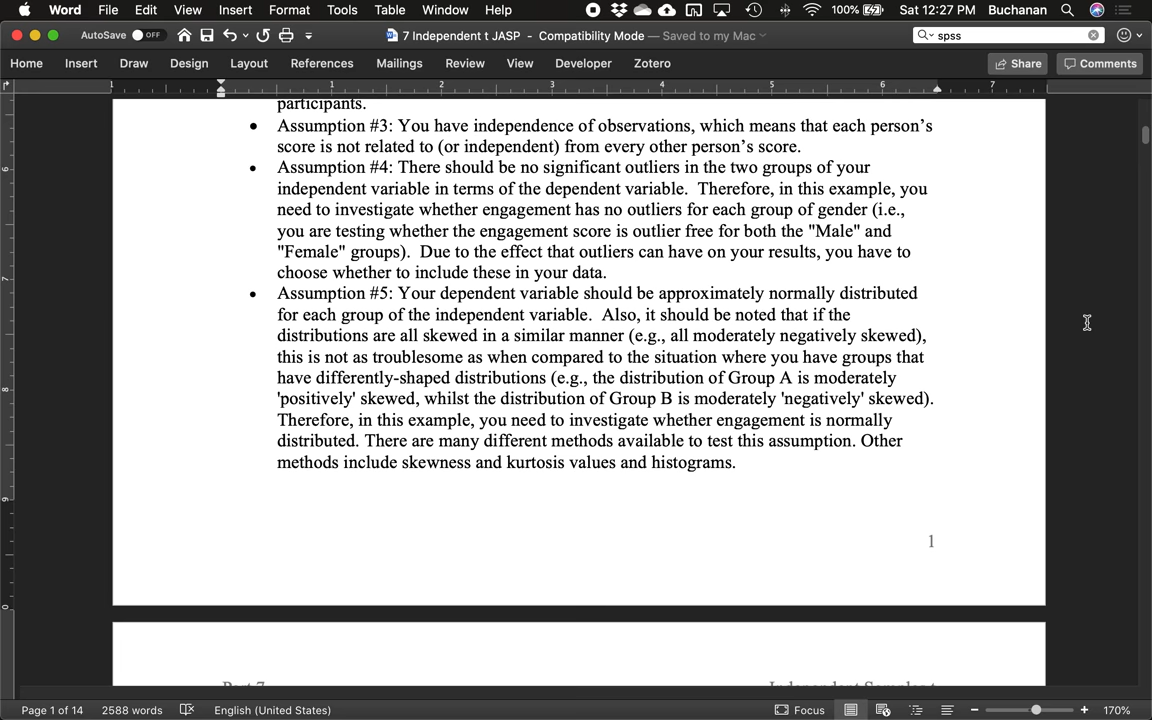 Word File Edit View Insert Format Tools Table Window Help 100% Sat 12:27 PM Buchanan
AutoSave OFF 7 Independent t JASP - Compatibility Mode — Saved to my Mac spss
Home Insert Draw Design Layout References Mailings Review View Developer Zotero Share Comments
1 1 2 3 4 5 6 7
participants.
• Assumption #3: You have independence of observations, which means that each person’s
score is not related to (or independent) from every other person’s score.
• Assumption #4: There should be no significant outliers in the two groups of your
independent variable in terms of the dependent variable. Therefore, in this example, you
need to investigate whether engagement has no outliers for each group of gender (i.e.,
you are testing whether the engagement score is outlier free for both the "Male" and
"Female" groups). Due to the effect that outliers can have on your results, you have to
choose whether to include these in your data.
• Assumption #5: Your dependent variable should be approximately normally distributed
for each group of the independent variable. Also, it should be noted that if the
distributions are all skewed in a similar manner (e.g., all moderately negatively skewed),
this is not as troublesome as when compared to the situation where you have groups that
have differently-shaped distributions (e.g., the distribution of Group A is moderately
'positively' skewed, whilst the distribution of Group B is moderately 'negatively' skewed).
Therefore, in this example, you need to investigate whether engagement is normally
distributed. There are many different methods available to test this assumption. Other
methods include skewness and kurtosis values and histograms.
1
Part 7 Independent Samples t
Page 1 of 14 2588 words English (United States) Focus 170%